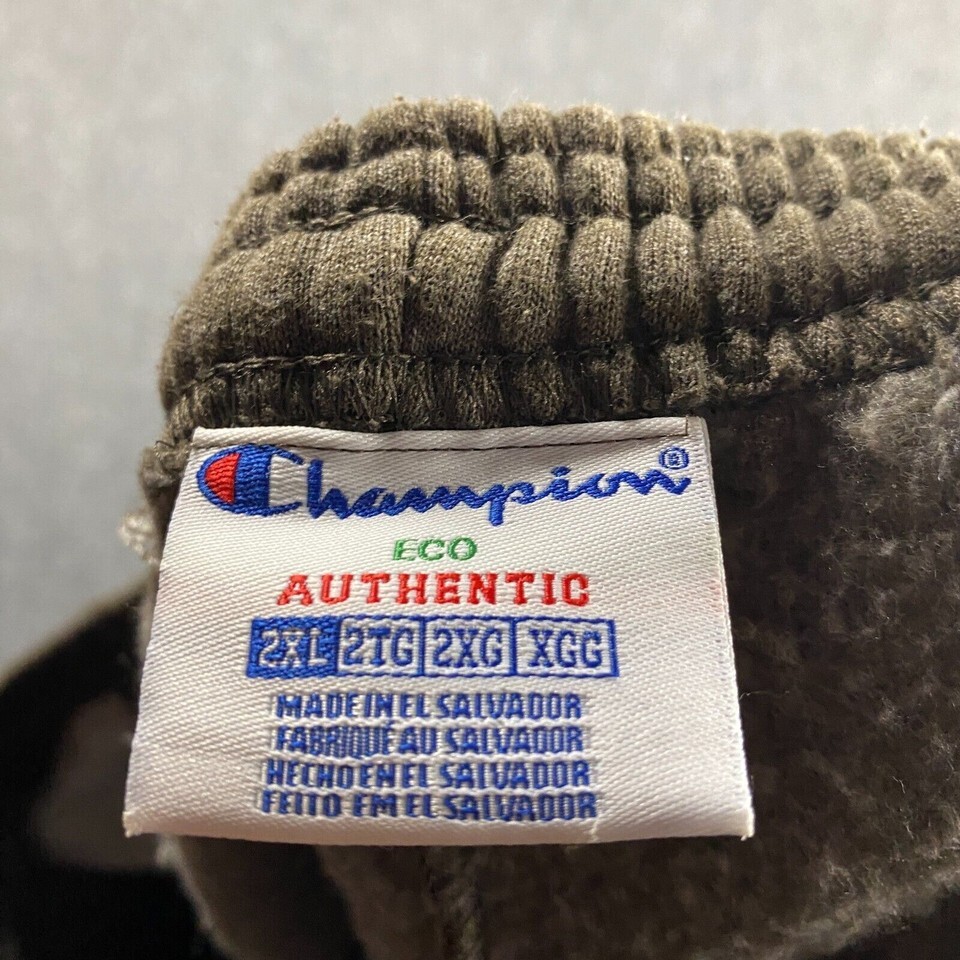 Champion®
ECO
AUTHENTIC
2XL 2TG 2XG XGG
MADE IN EL SALVADOR
FABRIQUÉ AU SALVADOR
HECHO EN EL SALVADOR
FEITO EM EL SALVADOR